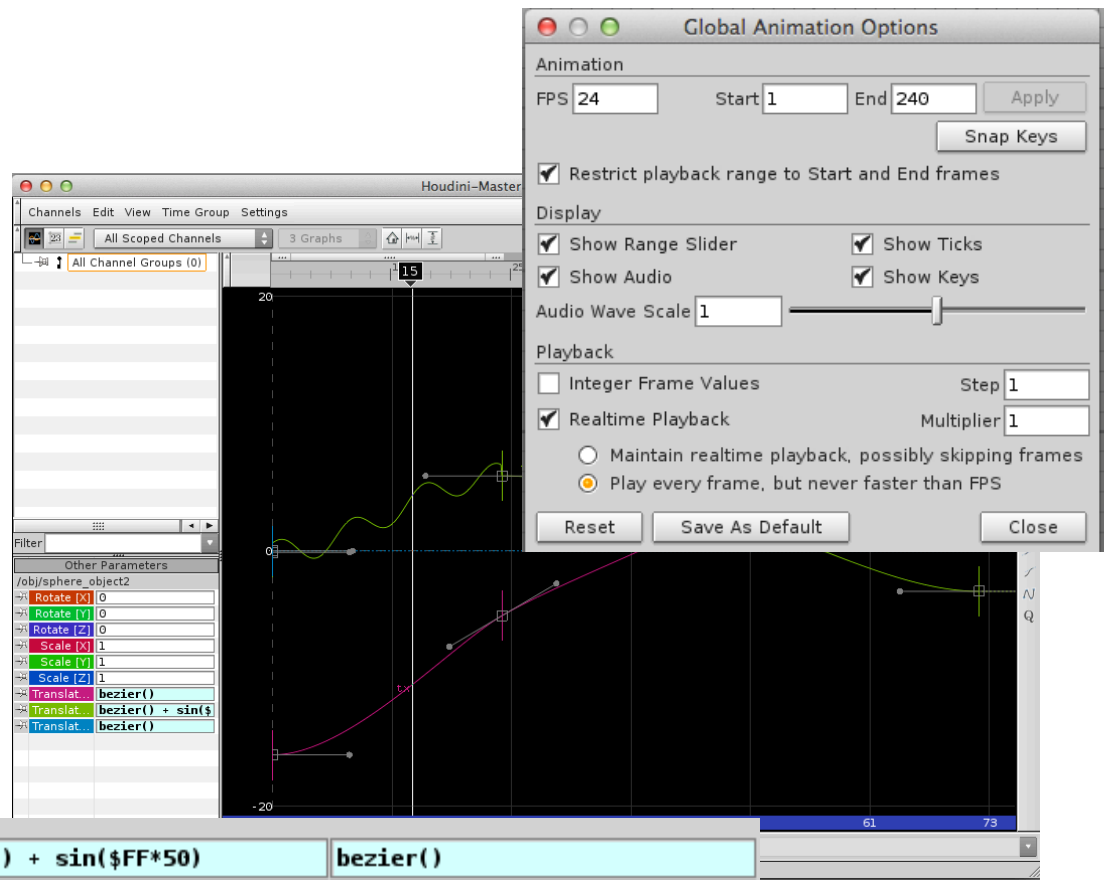 Global Animation Options
Animation
FPS 24 Start 1 End 240 Apply
Snap Keys
Restrict playback range to Start and End frames
Display
Show Range Slider Show Ticks
Show Audio Show Keys
Audio Wave Scale 1
Playback
Integer Frame Values Step 1
Realtime Playback Multiplier 1
Maintain realtime playback, possibly skipping frames
Play every frame, but never faster than FPS
Reset Save As Default Close
Houdini-Master
Channels Edit View Time Group Settings
All Scoped Channels 3 Graphs
All Channel Groups (0)
15
20
0
tx
-20
61 73
Filter
Other Parameters
/obj/sphere_object2
Rotate [X] 0
Rotate [Y] 0
Rotate [Z] 0
Scale [X] 1
Scale [Y] 1
Scale [Z] 1
Translat... bezier()
Translat... bezier() + sin($
Translat... bezier()
) + sin($FF*50) bezier()